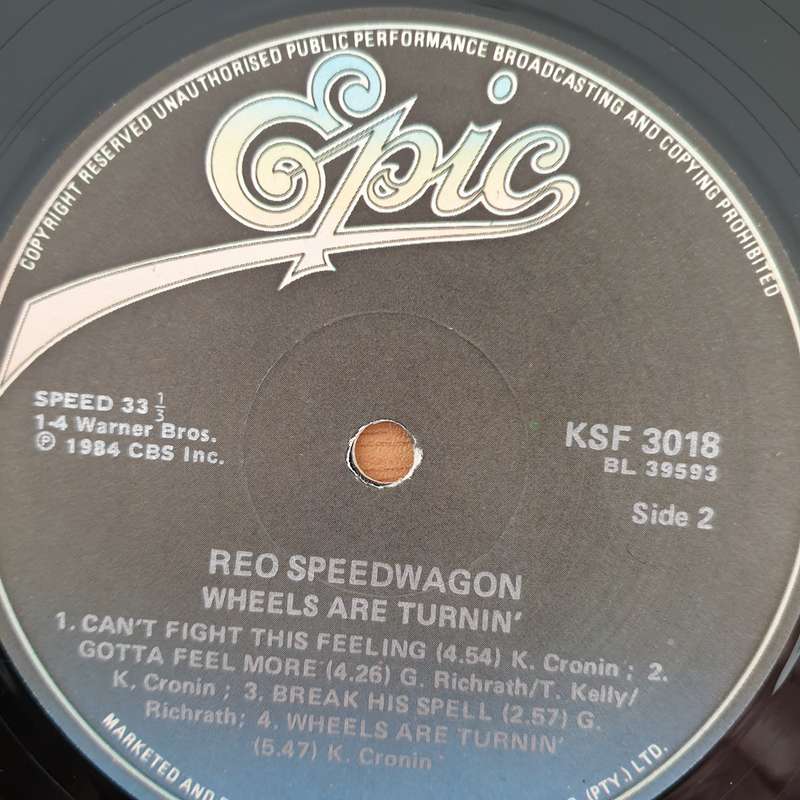 COPYRIGHT RESERVED UNAUTHORISED PUBLIC PERFORMANCE BROADCASTING AND COPYING PROHIBITED
Epic
SPEED 33 1/3
1-4 Warner Bros.
℗ 1984 CBS Inc.
KSF 3018
BL 39593
Side 2
REO SPEEDWAGON
WHEELS ARE TURNIN'
1. CAN'T FIGHT THIS FEELING (4.54) K. Cronin ; 2.
GOTTA FEEL MORE (4.26) G. Richrath/T. Kelly/
K. Cronin ; 3. BREAK HIS SPELL (2.57) G.
Richrath; 4. WHEELS ARE TURNIN'
(5.47) K. Cronin
MARKETED AND
(PTY.) LTD.